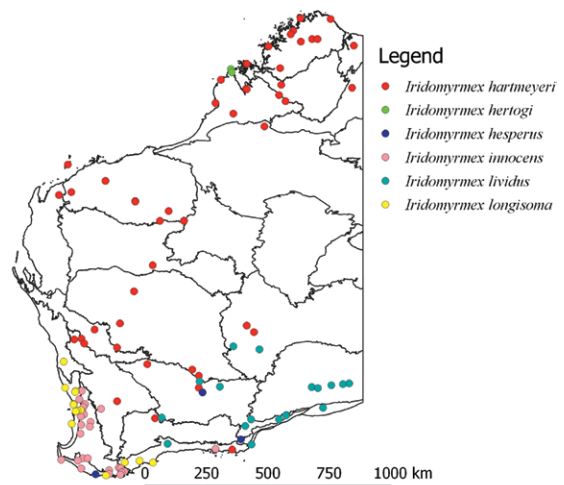 Legend
Iridomyrmex hartmeyeri
Iridomyrmex hertogi
Iridomyrmex hesperus
Iridomyrmex innocens
Iridomyrmex lividus
Iridomyrmex longisoma
0 250 500 750 1000 km